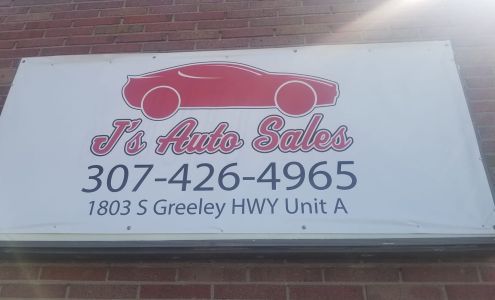 J's Auto Sales
307-426-4965
1803 S Greeley HWY Unit A